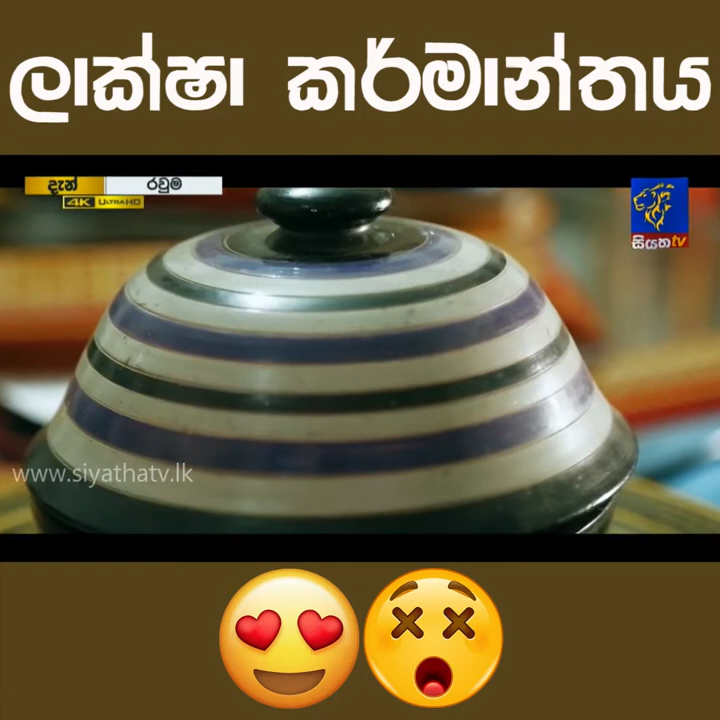 ලාක්ෂා කර්මාන්තය
දැන් රවුම
4K ULTRA HD
සියත tv
www.siyathatv.lk